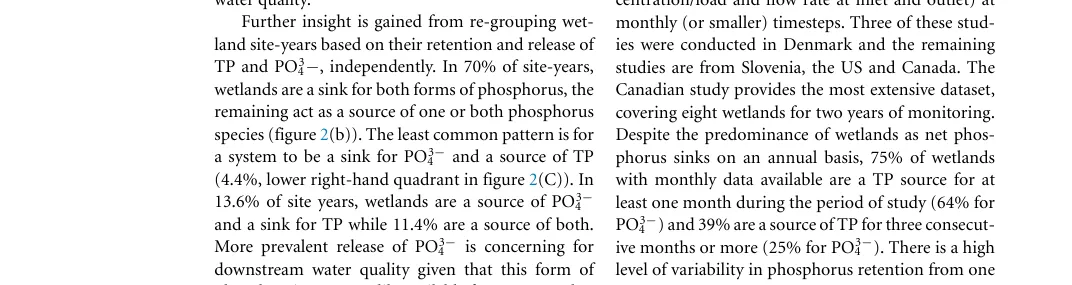 water quality.
Further insight is gained from re-grouping wet-
land site-years based on their retention and release of
TP and PO₄³−, independently. In 70% of site-years,
wetlands are a sink for both forms of phosphorus, the
remaining act as a source of one or both phosphorus
species (figure 2(b)). The least common pattern is for
a system to be a sink for PO₄³⁻ and a source of TP
(4.4%, lower right-hand quadrant in figure 2(C)). In
13.6% of site years, wetlands are a source of PO₄³⁻
and a sink for TP while 11.4% are a source of both.
More prevalent release of PO₄³⁻ is concerning for
downstream water quality given that this form of
centration/load and flow rate at inlet and outlet) at
monthly (or smaller) timesteps. Three of these stud-
ies were conducted in Denmark and the remaining
studies are from Slovenia, the US and Canada. The
Canadian study provides the most extensive dataset,
covering eight wetlands for two years of monitoring.
Despite the predominance of wetlands as net phos-
phorus sinks on an annual basis, 75% of wetlands
with monthly data available are a TP source for at
least one month during the period of study (64% for
PO₄³⁻) and 39% are a source of TP for three consecut-
ive months or more (25% for PO₄³⁻). There is a high
level of variability in phosphorus retention from one